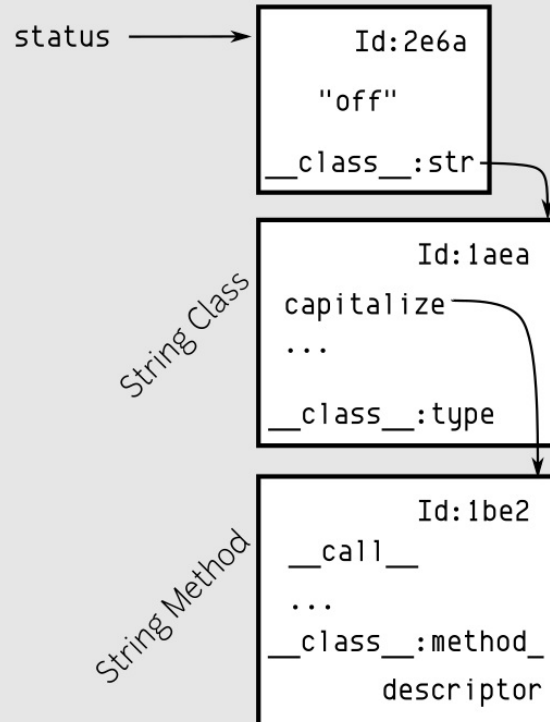 status
Id:2e6a
"off"
__class__:str
String Class
Id:1aea
capitalize
...
__class__:type
String Method
Id:1be2
__call__
...
__class__:method_
descriptor